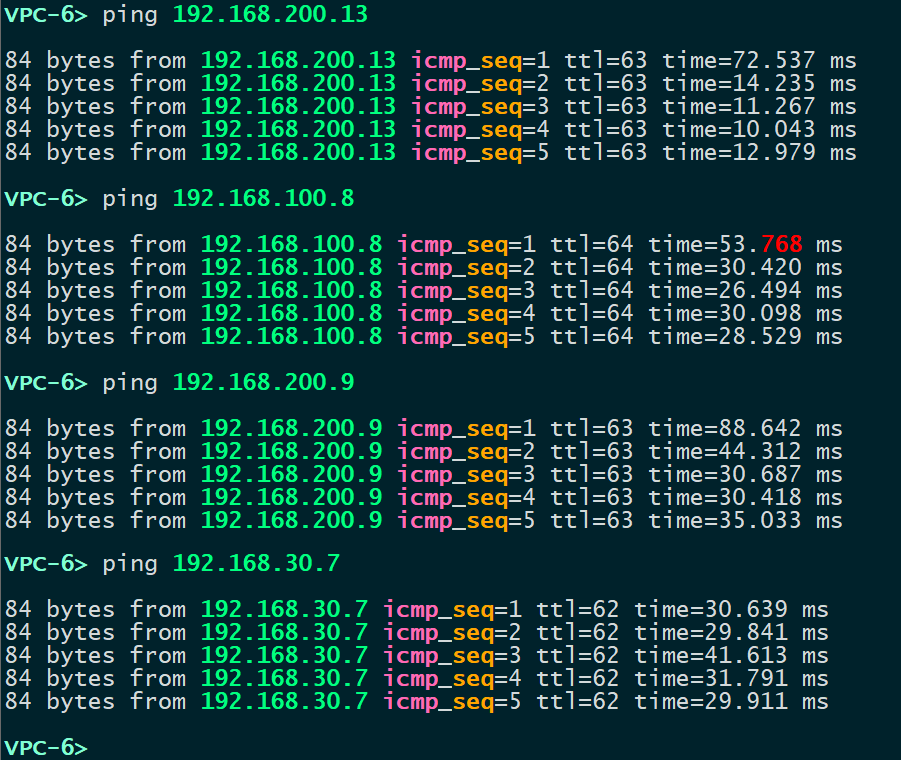 VPC-6> ping 192.168.200.13
84 bytes from 192.168.200.13 icmp_seq=1 ttl=63 time=72.537 ms
84 bytes from 192.168.200.13 icmp_seq=2 ttl=63 time=14.235 ms
84 bytes from 192.168.200.13 icmp_seq=3 ttl=63 time=11.267 ms
84 bytes from 192.168.200.13 icmp_seq=4 ttl=63 time=10.043 ms
84 bytes from 192.168.200.13 icmp_seq=5 ttl=63 time=12.979 ms
VPC-6> ping 192.168.100.8
84 bytes from 192.168.100.8 icmp_seq=1 ttl=64 time=53.768 ms
84 bytes from 192.168.100.8 icmp_seq=2 ttl=64 time=30.420 ms
84 bytes from 192.168.100.8 icmp_seq=3 ttl=64 time=26.494 ms
84 bytes from 192.168.100.8 icmp_seq=4 ttl=64 time=30.098 ms
84 bytes from 192.168.100.8 icmp_seq=5 ttl=64 time=28.529 ms
VPC-6> ping 192.168.200.9
84 bytes from 192.168.200.9 icmp_seq=1 ttl=63 time=88.642 ms
84 bytes from 192.168.200.9 icmp_seq=2 ttl=63 time=44.312 ms
84 bytes from 192.168.200.9 icmp_seq=3 ttl=63 time=30.687 ms
84 bytes from 192.168.200.9 icmp_seq=4 ttl=63 time=30.418 ms
84 bytes from 192.168.200.9 icmp_seq=5 ttl=63 time=35.033 ms
VPC-6> ping 192.168.30.7
84 bytes from 192.168.30.7 icmp_seq=1 ttl=62 time=30.639 ms
84 bytes from 192.168.30.7 icmp_seq=2 ttl=62 time=29.841 ms
84 bytes from 192.168.30.7 icmp_seq=3 ttl=62 time=41.613 ms
84 bytes from 192.168.30.7 icmp_seq=4 ttl=62 time=31.791 ms
84 bytes from 192.168.30.7 icmp_seq=5 ttl=62 time=29.911 ms
VPC-6>